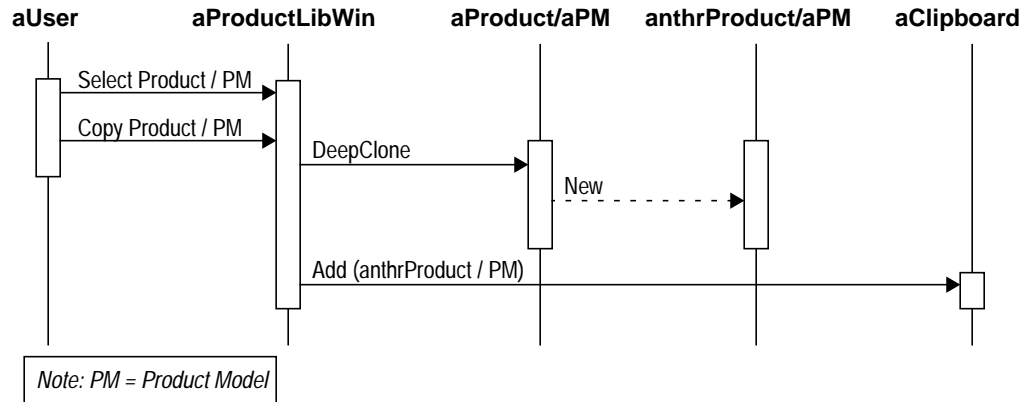 aUser aProductLibWin aProduct/aPM anthrProduct/aPM aClipboard
Select Product / PM
Copy Product / PM
DeepClone
New
Add (anthrProduct / PM)
Note: PM = Product Model